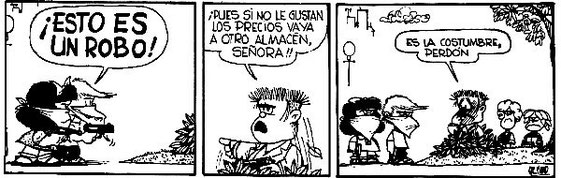 ¡ESTO ES
UN ROBO!
¡PUES SI NO LE GUSTAN
LOS PRECIOS VAYA
A OTRO ALMACÉN,
SEÑORA!!
ES LA COSTUMBRE,
PERDÓN